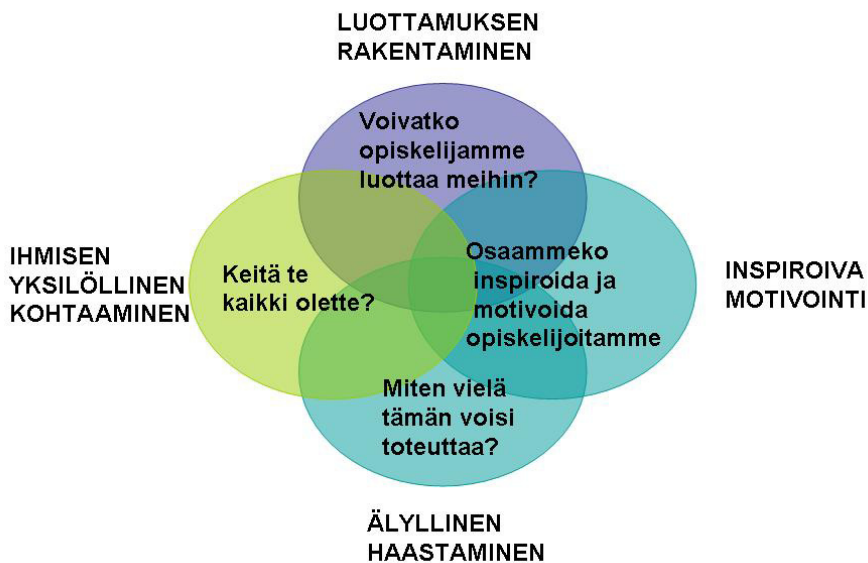 LUOTTAMUKSEN
RAKENTAMINEN
Voivatko
opiskelijamme
luottaa meihin?
IHMISEN
YKSILÖLLINEN
KOHTAAMINEN
Keitä te
kaikki olette?
Osaammeko
inspiroida ja
motivoida
opiskelijoitamme
INSPIROIVA
MOTIVOINTI
Miten vielä
tämän voisi
toteuttaa?
ÄLYLLINEN
HAASTAMINEN